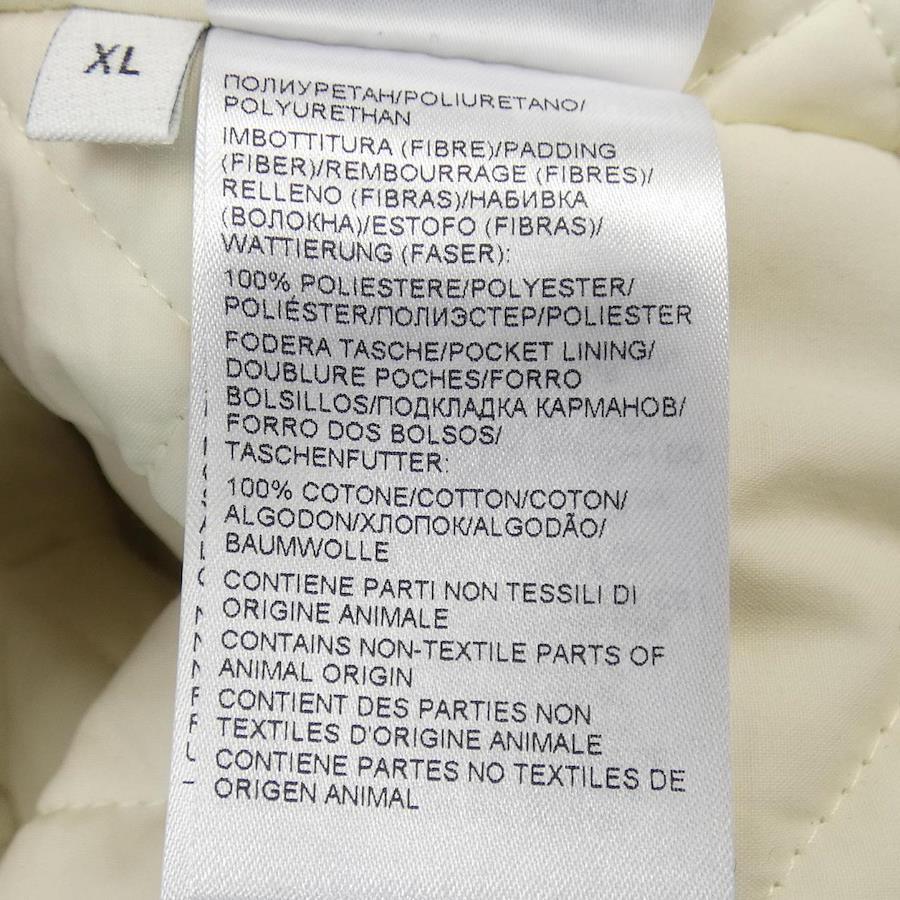 XL
ПОЛИУРЕТАН/POLIURETANO/
POLYURETHAN
IMBOTTITURA (FIBRE)/PADDING
(FIBER)/REMBOURRAGE (FIBRES)/
RELLENO (FIBRAS)/НАБИВКА
(ВОЛОКНА)/ESTOFO (FIBRAS)/
WATTIERUNG (FASER):
100% POLIESTERE/POLYESTER/
POLIÉSTER/ПОЛИЭСТЕР/POLIESTER
FODERA TASCHE/POCKET LINING/
DOUBLURE POCHES/FORRO
BOLSILLOS/ПОДКЛАДКА КАРМАНОВ/
FORRO DOS BOLSOS/
TASCHENFUTTER:
100% COTONE/COTTON/COTON/
ALGODON/ХЛОПОК/ALGODÃO/
BAUMWOLLE
CONTIENE PARTI NON TESSILI DI
ORIGINE ANIMALE
CONTAINS NON-TEXTILE PARTS OF
ANIMAL ORIGIN
CONTIENT DES PARTIES NON
TEXTILES D'ORIGINE ANIMALE
CONTIENE PARTES NO TEXTILES DE
ORIGEN ANIMAL